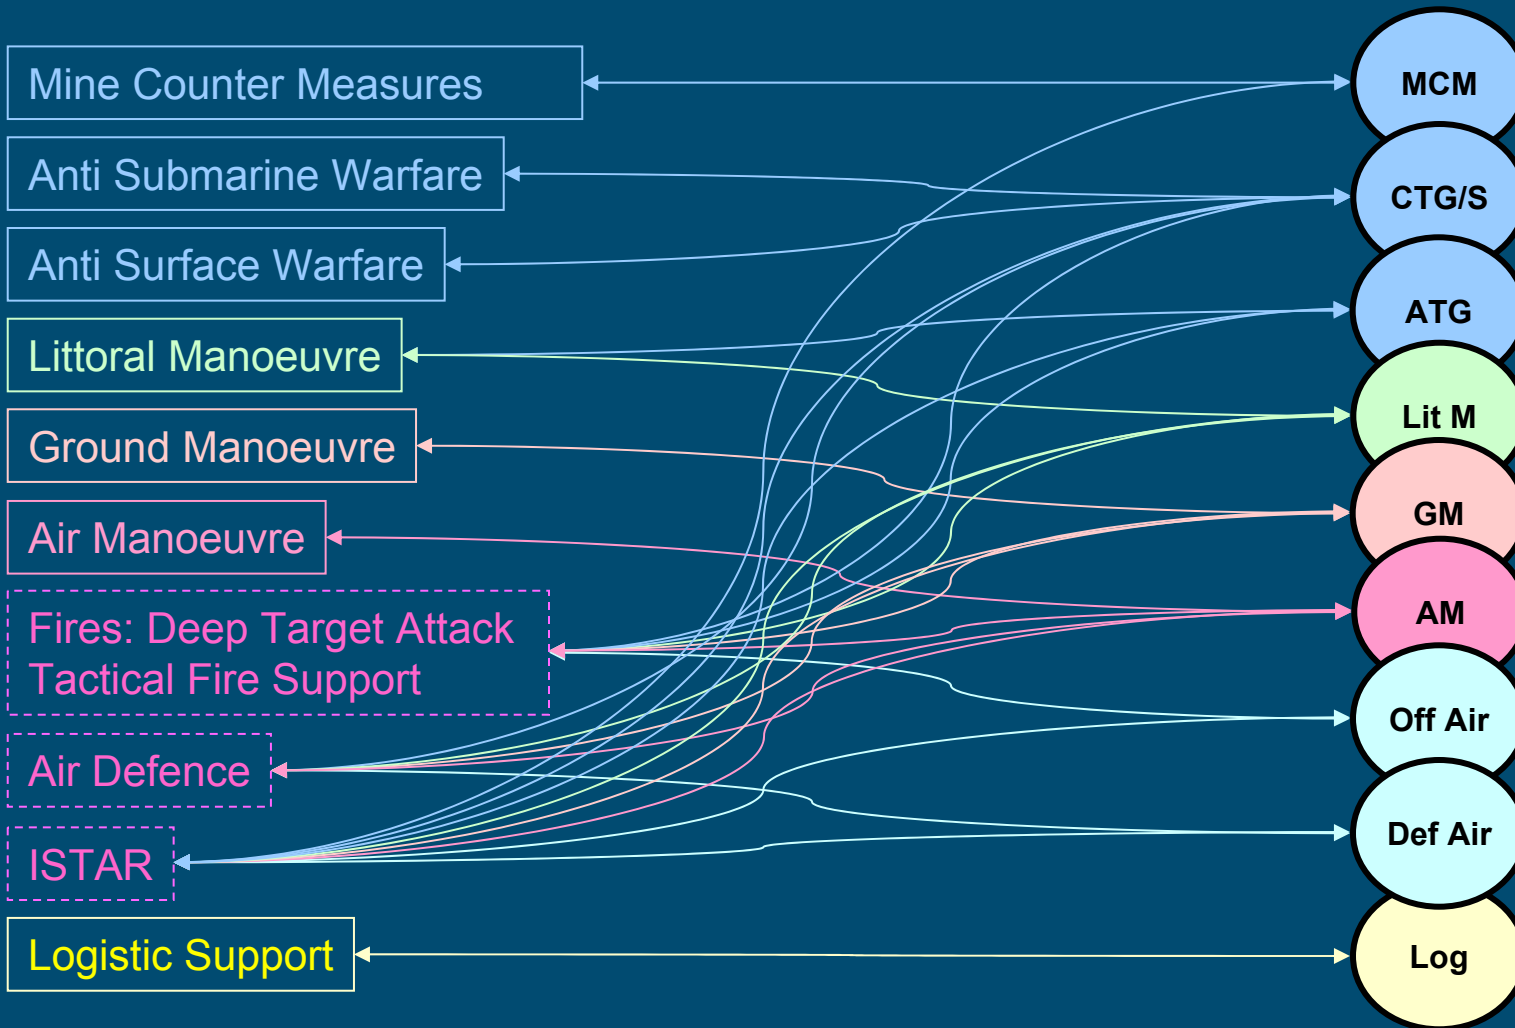 Mine Counter Measures
Anti Submarine Warfare
Anti Surface Warfare
Littoral Manoeuvre
Ground Manoeuvre
Air Manoeuvre
Fires: Deep Target Attack
Tactical Fire Support
Air Defence
ISTAR
Logistic Support
MCM
CTG/S
ATG
Lit M
GM
AM
Off Air
Def Air
Log